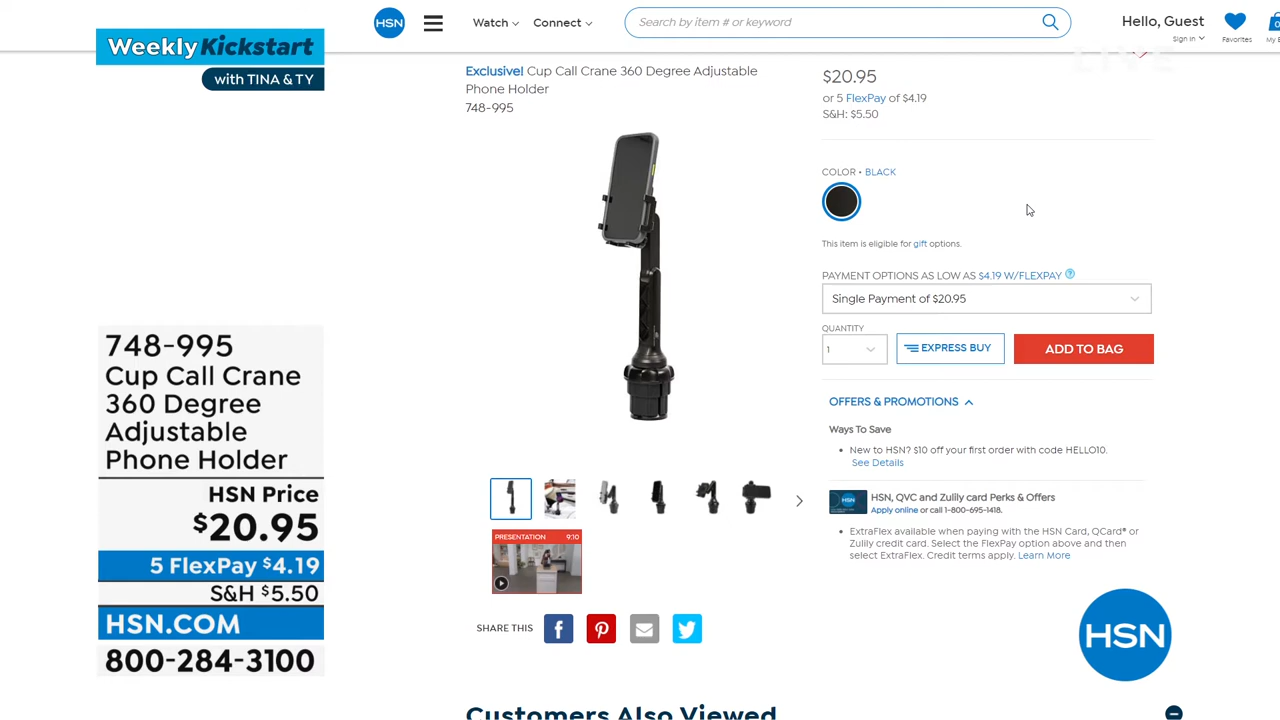 Weekly Kickstart
with TINA & TY
HSN
Watch
Connect
Search by item # or keyword
Hello, Guest
Sign In
Favorites
My
0
LIVE
Exclusive! Cup Call Crane 360 Degree Adjustable
Phone Holder
748-995
$20.95
or 5 FlexPay of $4.19
S&H: $5.50
COLOR • BLACK
This item is eligible for gift options.
PAYMENT OPTIONS AS LOW AS $4.19 W/FLEXPAY ?
Single Payment of $20.95
QUANTITY
1
EXPRESS BUY
ADD TO BAG
OFFERS & PROMOTIONS
Ways To Save
• New to HSN? $10 off your first order with code HELLO10.
See Details
HSN
HSN, QVC and Zulily card Perks & Offers
Apply online or call 1-800-695-1418.
• ExtraFlex available when paying with the HSN Card, QCard® or
Zulily credit card. Select the FlexPay option above and then
select ExtraFlex. Credit terms apply. Learn More
PRESENTATION 9:10
SHARE THIS
748-995
Cup Call Crane
360 Degree
Adjustable
Phone Holder
HSN Price
$20.95
5 FlexPay $4.19
S&H $5.50
HSN.COM
800-284-3100
HSN
Customers Also Viewed